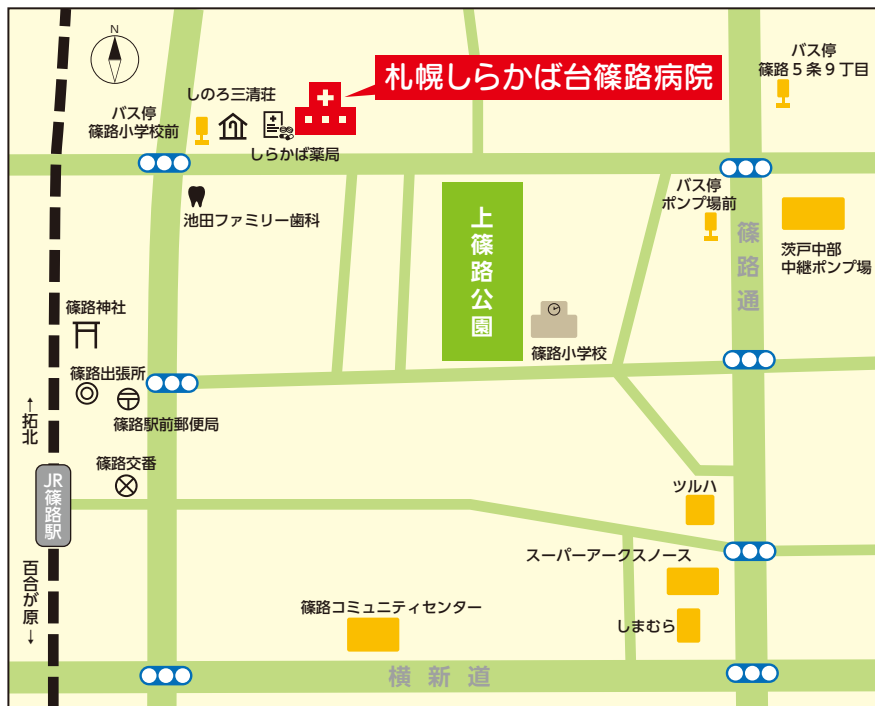 N
札幌しらかば台篠路病院
バス停
篠路５条９丁目
しのろ三清荘
バス停
篠路小学校前
しらかば薬局
池田ファミリー歯科
バス停
ポンプ場前
上篠路公園
篠路通
茨戸中部
中継ポンプ場
篠路神社
篠路小学校
篠路出張所
篠路駅前郵便局
←拓北
篠路交番
JR篠路駅
ツルハ
スーパーアークスノース
百合が原→
篠路コミュニティセンター
しまむら
横新道